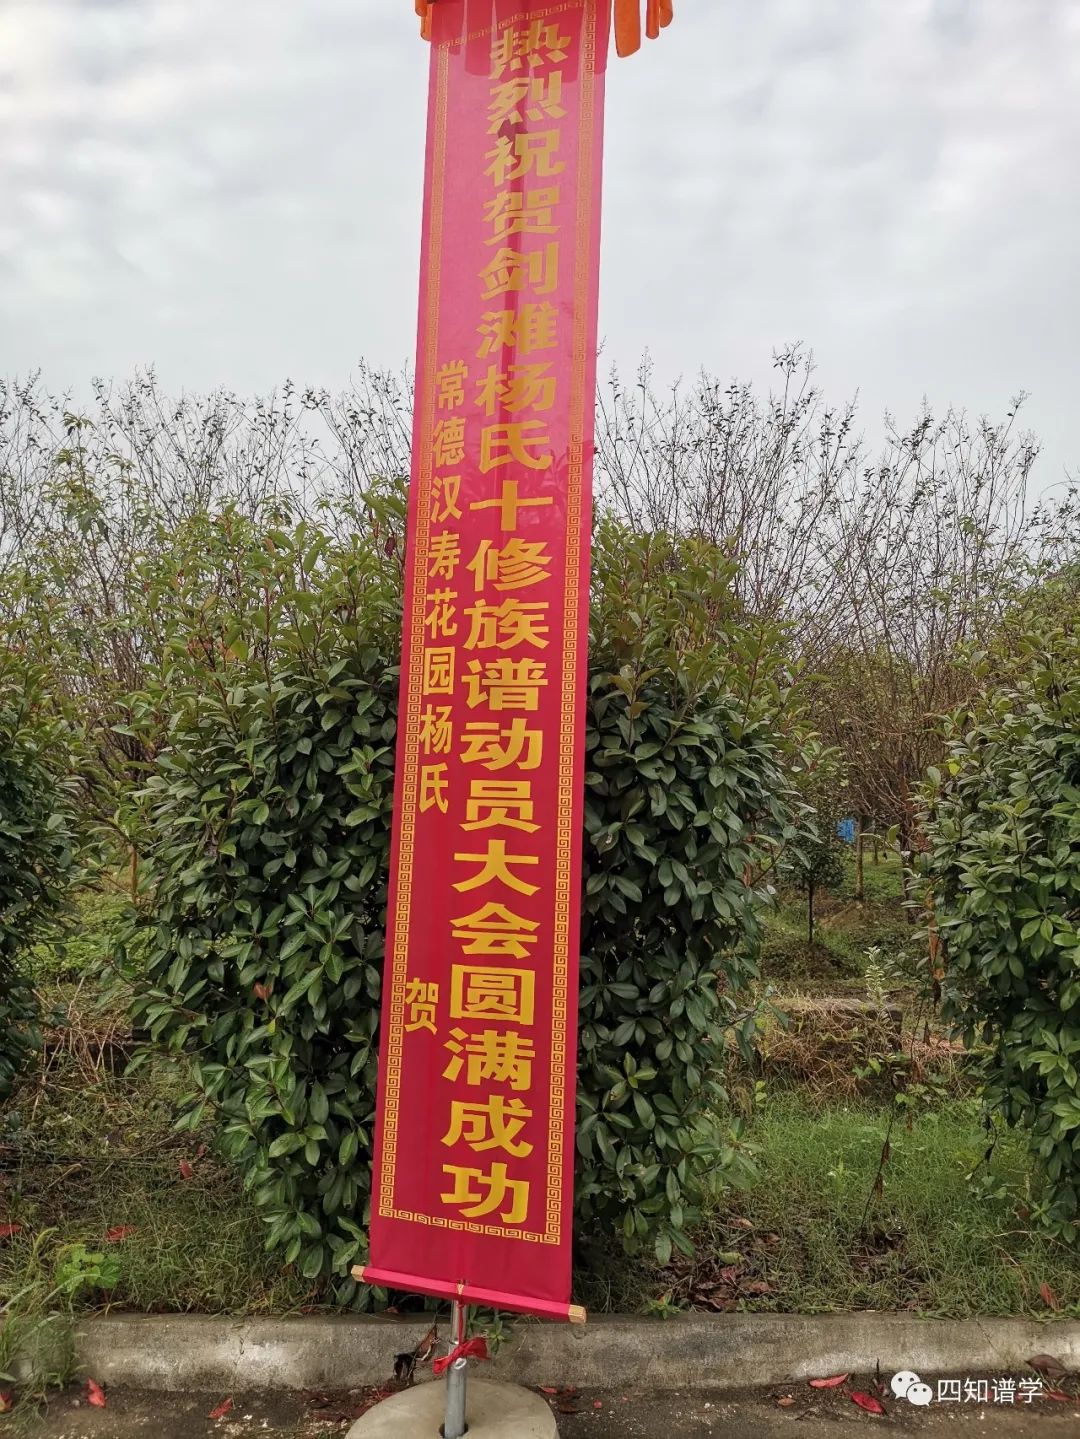 热烈祝贺剑滩杨氏十修族谱动员大会圆满成功
常德汉寿花园杨氏
贺
四知谱学